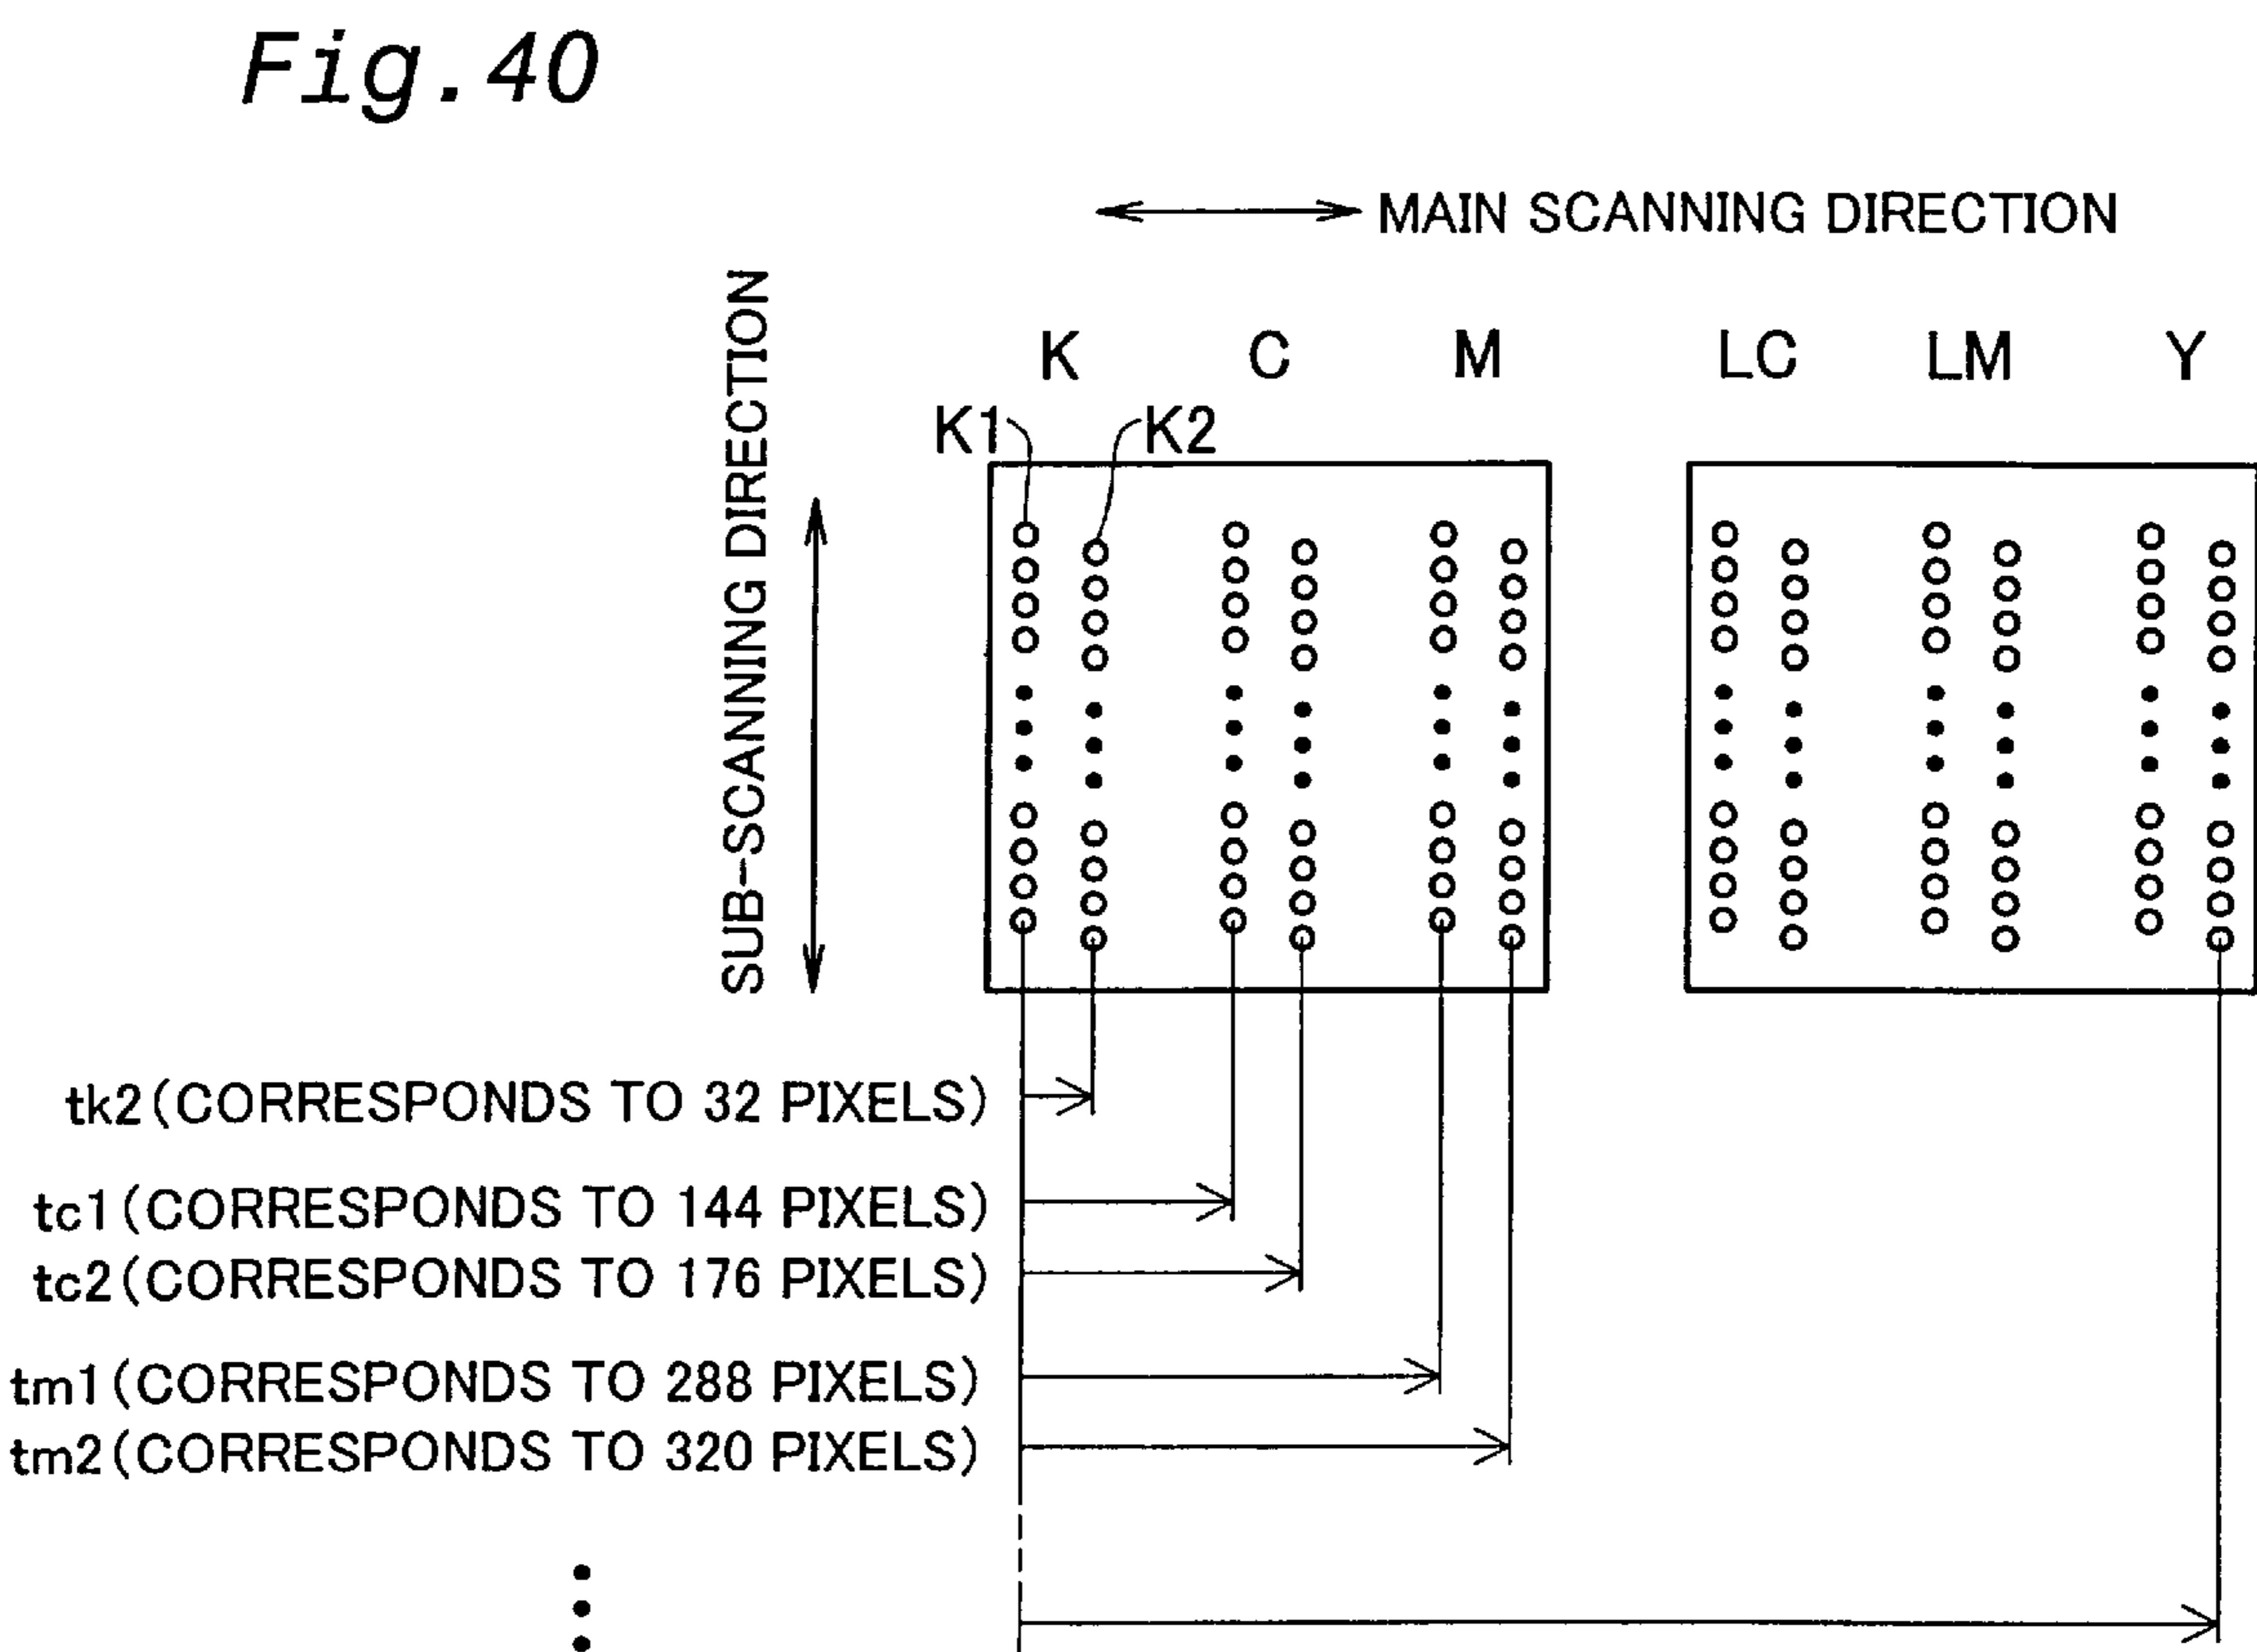 Fig.40
MAIN SCANNING DIRECTION
SUB-SCANNING DIRECTION
K C M LC LM Y
K1 K2
tk2(CORRESPONDS TO 32 PIXELS)
tc1(CORRESPONDS TO 144 PIXELS)
tc2(CORRESPONDS TO 176 PIXELS)
tm1(CORRESPONDS TO 288 PIXELS)
tm2(CORRESPONDS TO 320 PIXELS)